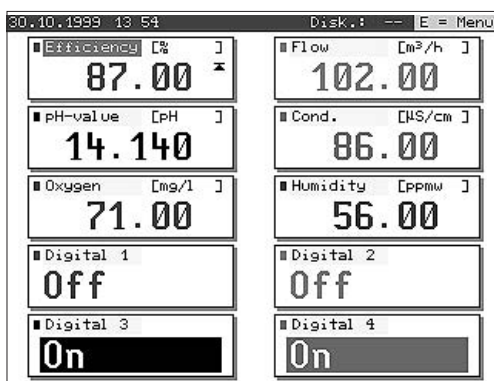 30.10.1999 13 54 Disk.: -- E = Menu
Efficiency [% ]
87.00
Flow [m³/h ]
102.00
pH-value [pH ]
14.140
Cond. [µS/cm ]
86.00
Oxygen [mg/l ]
71.00
Humidity [ppmw ]
56.00
Digital 1
Off
Digital 2
Off
Digital 3
On
Digital 4
On